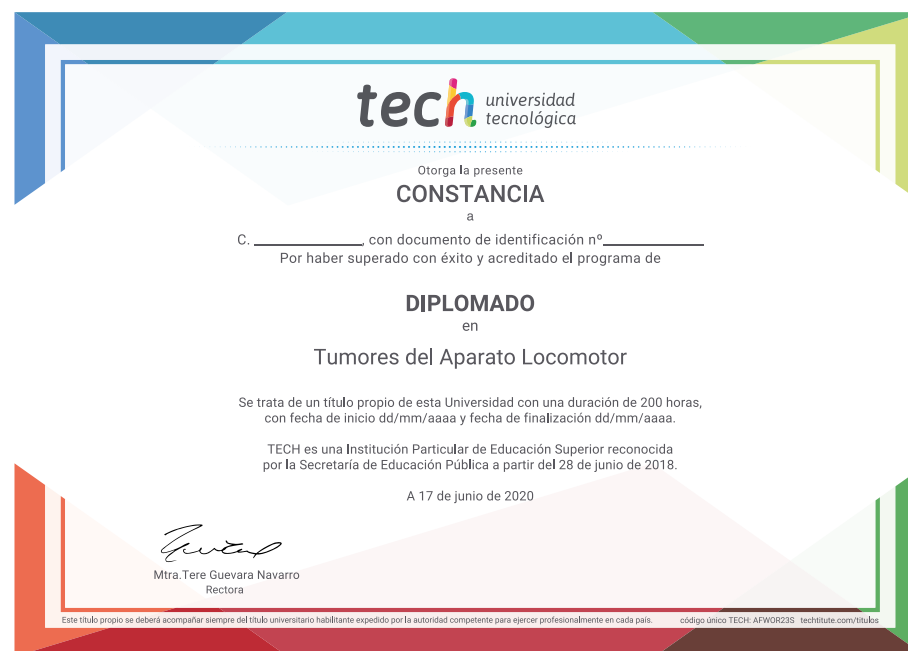 tech universidad
tecnológica
Otorga la presente
CONSTANCIA
a
C. ______________, con documento de identificación nº_____________
Por haber superado con éxito y acreditado el programa de
DIPLOMADO
en
Tumores del Aparato Locomotor
Se trata de un título propio de esta Universidad con una duración de 200 horas,
con fecha de inicio dd/mm/aaaa y fecha de finalización dd/mm/aaaa.
TECH es una Institución Particular de Educación Superior reconocida
por la Secretaría de Educación Pública a partir del 28 de junio de 2018.
A 17 de junio de 2020
Mtra.Tere Guevara Navarro
Rectora
Este título propio se deberá acompañar siempre del título universitario habilitante expedido por la autoridad competente para ejercer profesionalmente en cada país. código único TECH: AFWOR23S techtitute.com/titulos